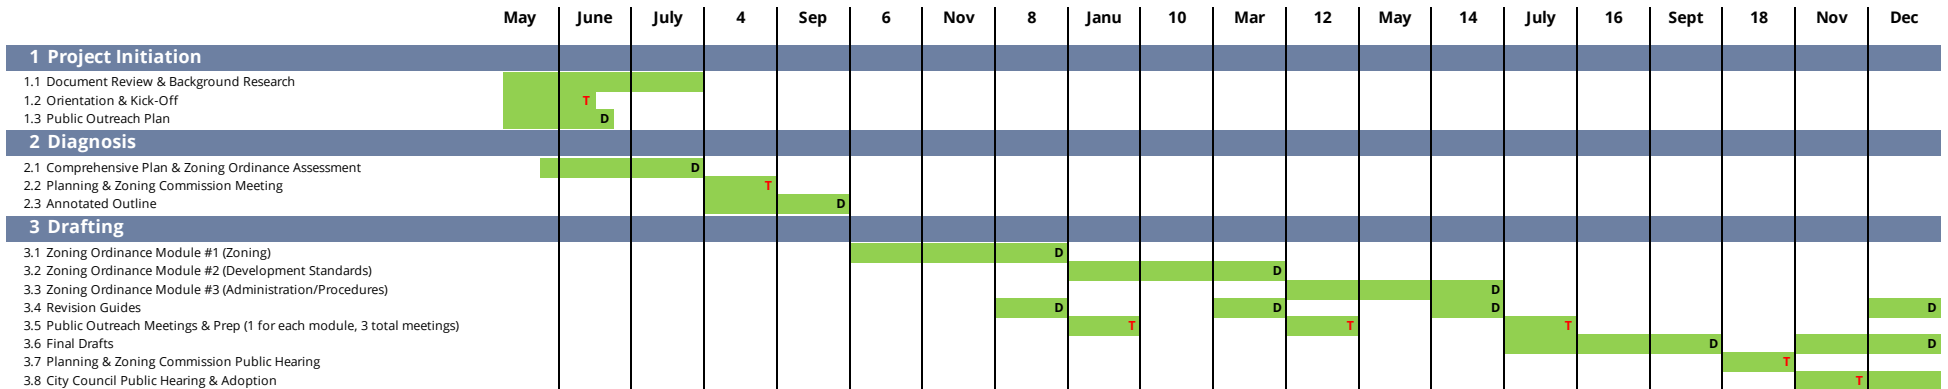 May June July 4 Sep 6 Nov 8 Janu 10 Mar 12 May 14 July 16 Sept 18 Nov Dec
1 Project Initiation
1.1 Document Review & Background Research
1.2 Orientation & Kick-Off T
1.3 Public Outreach Plan D
2 Diagnosis
2.1 Comprehensive Plan & Zoning Ordinance Assessment D
2.2 Planning & Zoning Commission Meeting T
2.3 Annotated Outline D
3 Drafting
3.1 Zoning Ordinance Module #1 (Zoning) D
3.2 Zoning Ordinance Module #2 (Development Standards) D
3.3 Zoning Ordinance Module #3 (Administration/Procedures) D
3.4 Revision Guides D D D D
3.5 Public Outreach Meetings & Prep (1 for each module, 3 total meetings) T T T
3.6 Final Drafts D D
3.7 Planning & Zoning Commission Public Hearing T
3.8 City Council Public Hearing & Adoption T